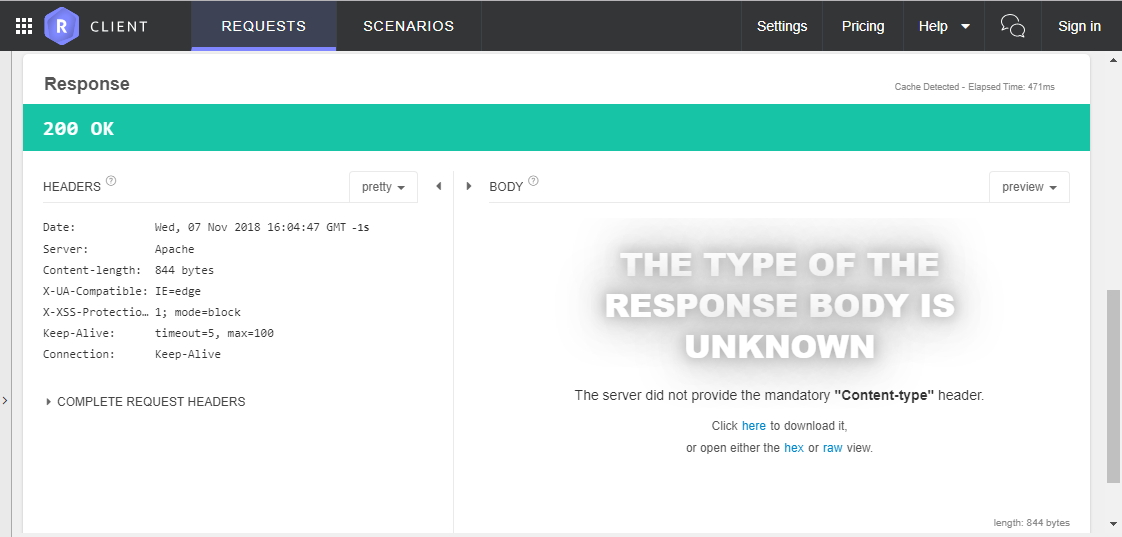 R CLIENT REQUESTS SCENARIOS Settings Pricing Help Sign in
Response
Cache Detected - Elapsed Time: 471ms
200 OK
HEADERS ? pretty
BODY ? preview
Date: Wed, 07 Nov 2018 16:04:47 GMT -1s
Server: Apache
Content-length: 844 bytes
X-UA-Compatible: IE=edge
X-XSS-Protectio… 1; mode=block
Keep-Alive: timeout=5, max=100
Connection: Keep-Alive
COMPLETE REQUEST HEADERS
THE TYPE OF THE
RESPONSE BODY IS
UNKNOWN
The server did not provide the mandatory "Content-type" header.
Click here to download it,
or open either the hex or raw view.
length: 844 bytes